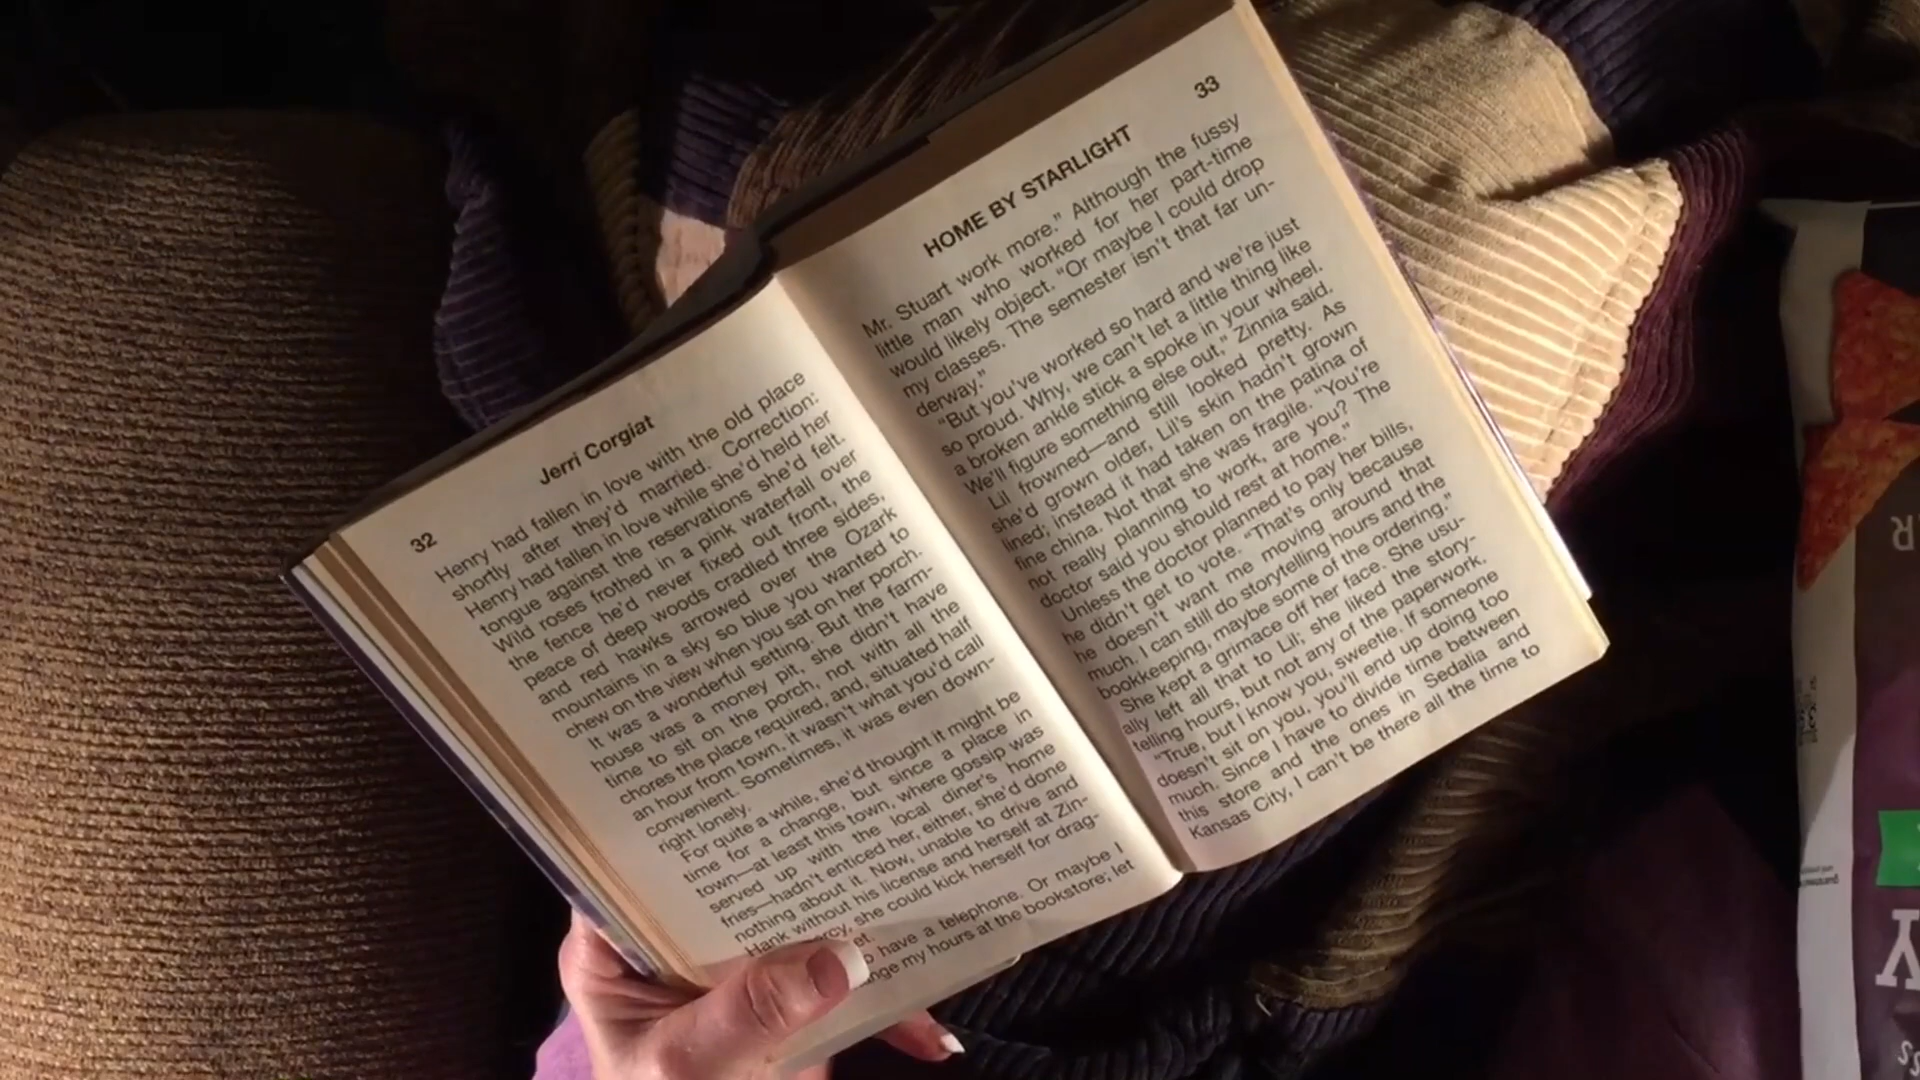 32
Jerri Corgiat
Henry had fallen in love with the old place
shortly after they'd married. Correction:
Henry had fallen in love while she'd held her
tongue against the reservations she'd felt.
Wild roses frothed in a pink waterfall over
the fence he'd never fixed out front, the
peace of deep woods cradled three sides,
and red hawks arrowed over the Ozark
mountains in a sky so blue you wanted to
chew on the view when you sat on her porch.
It was a wonderful setting. But the farm-
house was a money pit, she didn't have
time to sit on the porch, not with all the
chores the place required, and, situated half
an hour from town, it wasn't what you'd call
convenient. Sometimes, it was even down-
right lonely.
For quite a while, she'd thought it might be
time for a change, but since a place in
town—at least this town, where gossip was
served up with the local diner's home
fries—hadn't enticed her, either, she'd done
nothing about it. Now, unable to drive and
Hank without his license and herself at Zin-
she could kick herself for drag-
have a telephone. Or maybe I
my hours at the bookstore; let
33
HOME BY STARLIGHT
Mr. Stuart work more." Although the fussy
little man who worked for her part-time
would likely object. "Or maybe I could drop
my classes. The semester isn't that far un-
derway."
"But you've worked so hard and we're just
so proud. Why, we can't let a little thing like
a broken ankle stick a spoke in your wheel.
We'll figure something else out," Zinnia said.
Lil frowned—and still looked pretty. As
she'd grown older, Lil's skin hadn't grown
lined; instead it had taken on the patina of
fine china. Not that she was fragile. "You're
not really planning to work, are you? The
doctor said you should rest at home."
Unless the doctor planned to pay her bills,
he didn't get to vote. "That's only because
he doesn't want me moving around that
much. I can still do storytelling hours and the
bookkeeping, maybe some of the ordering."
She kept a grimace off her face. She usu-
ally left all that to Lil; she liked the story-
telling hours, but not any of the paperwork.
"True, but I know you, sweetie. If someone
doesn't sit on you, you'll end up doing too
much. Since I have to divide time between
this store and the ones in Sedalia and
Kansas City, I can't be there all the time to